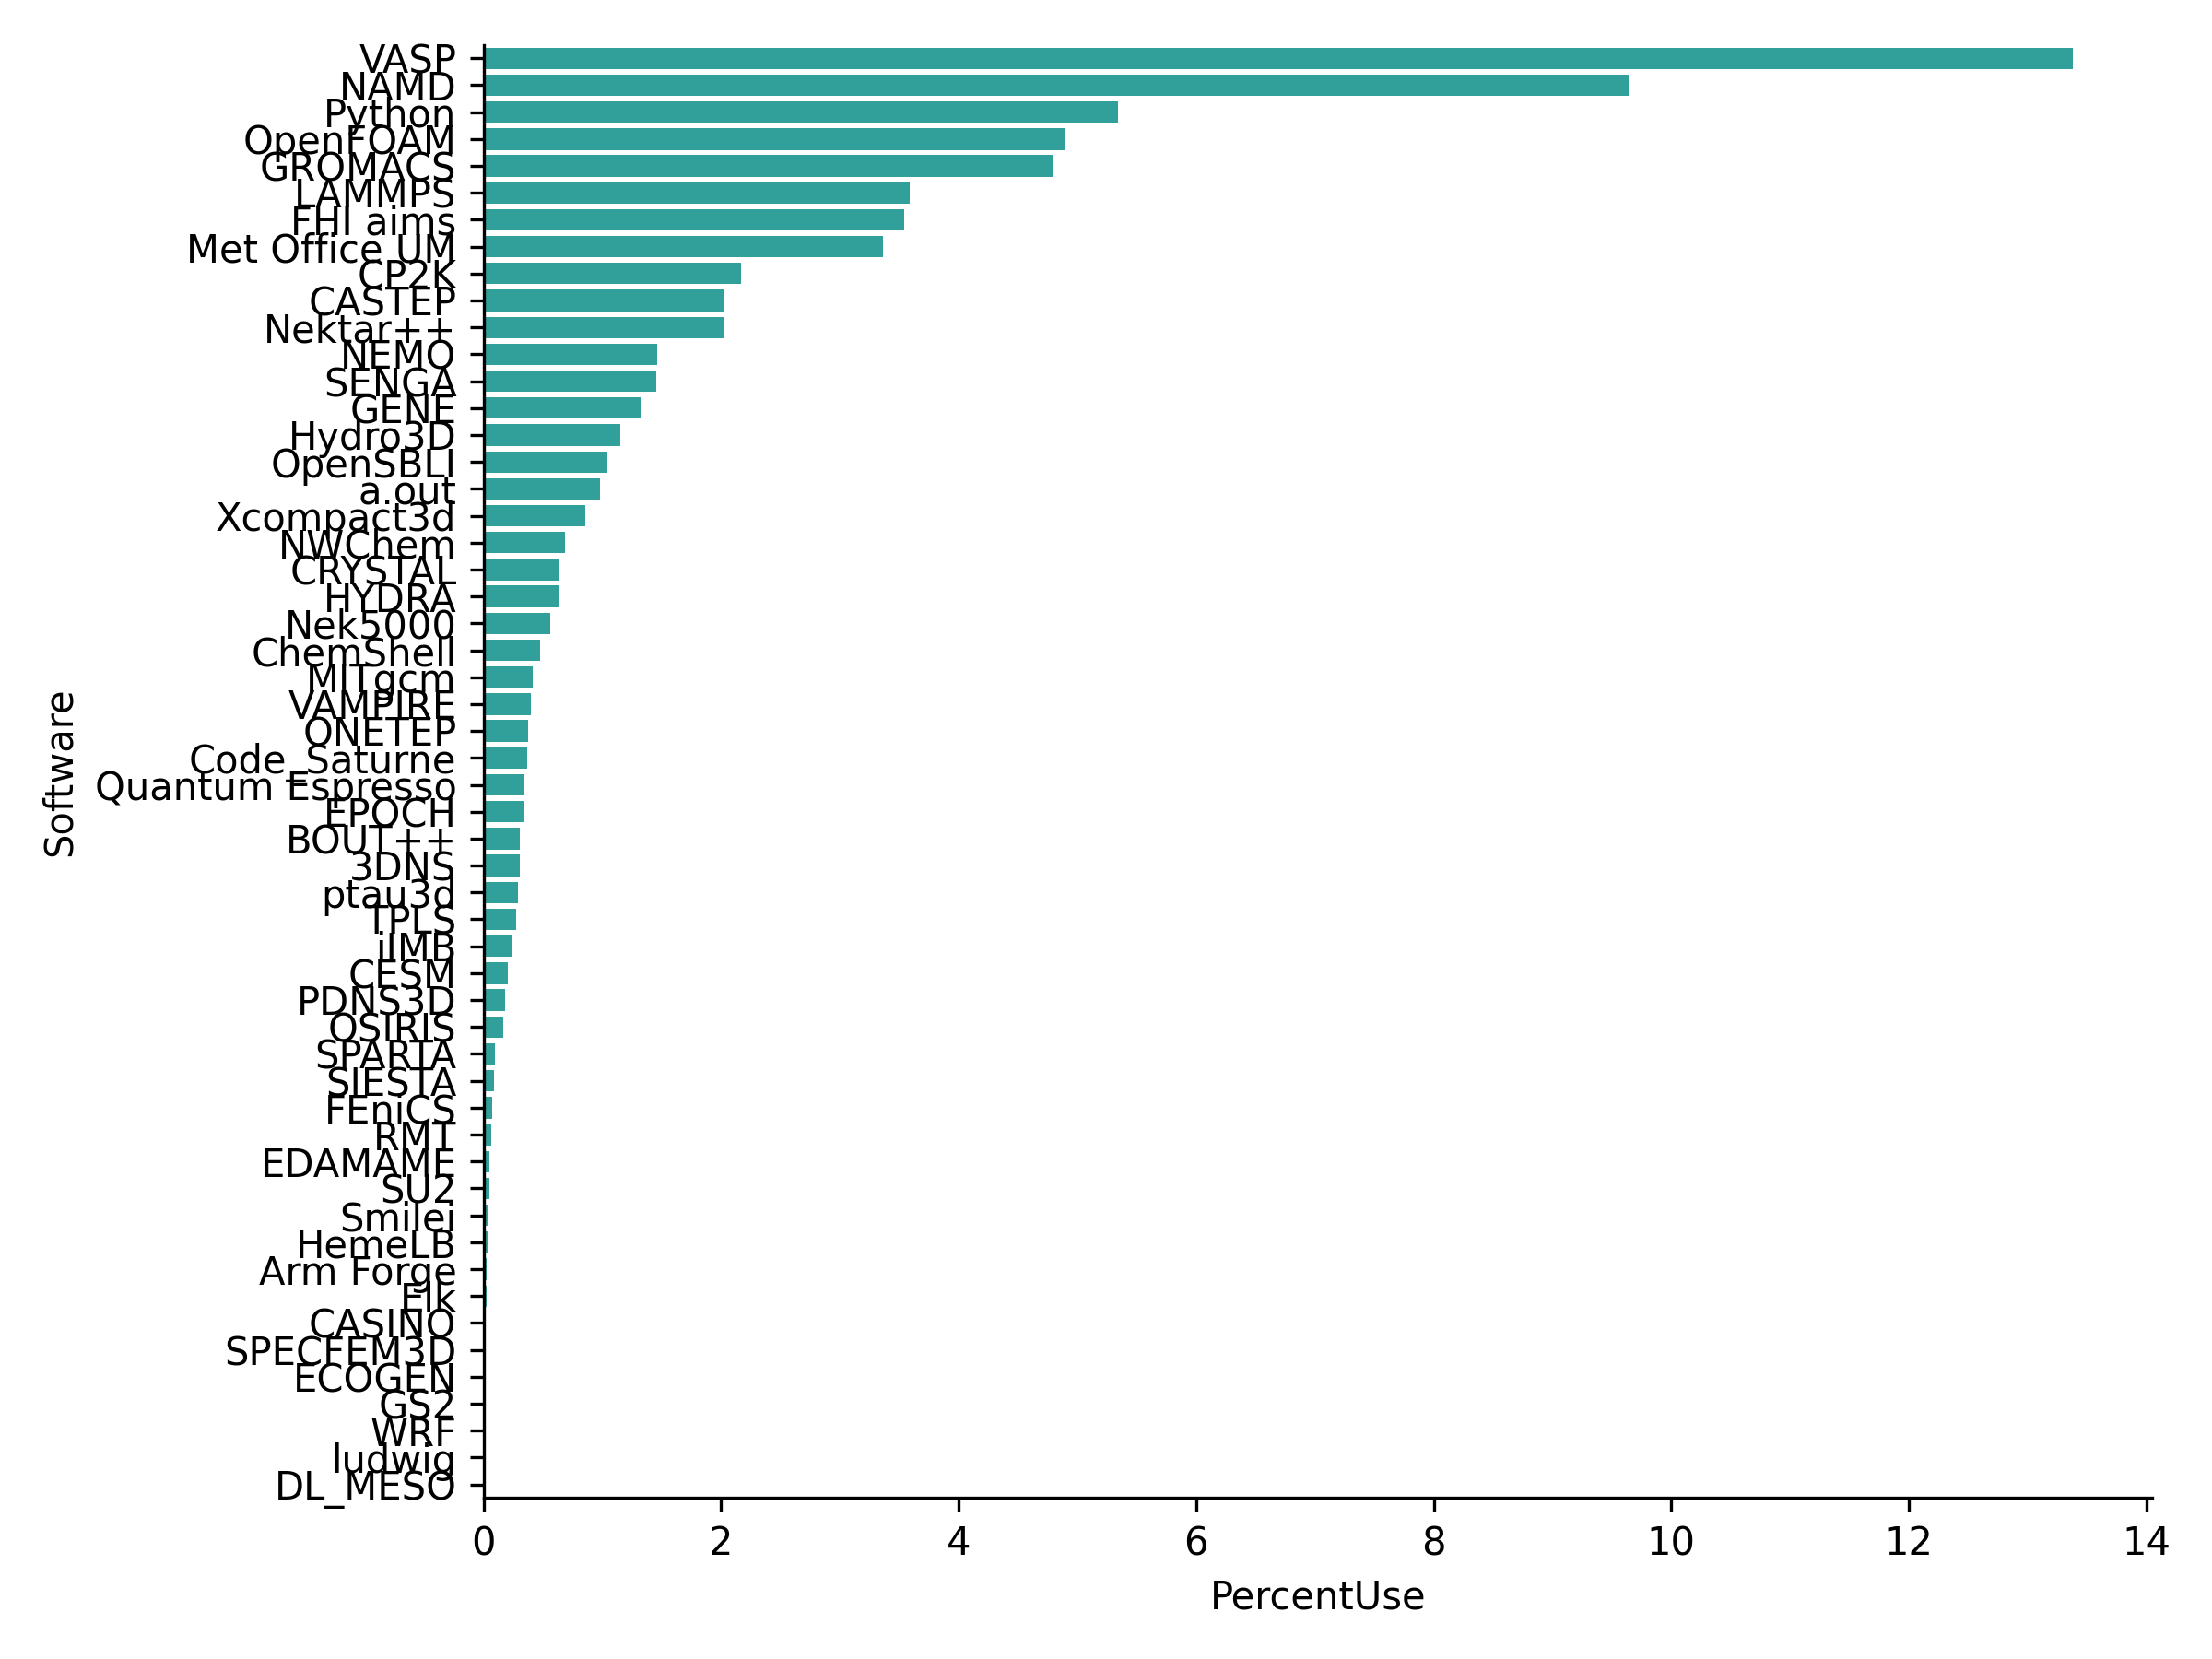 VASP
NAMD
Python
OpenFOAM
GROMACS
LAMMPS
FHI aims
Met Office UM
CP2K
CASTEP
Nektar++
NEMO
SENGA
GENE
Hydro3D
OpenSBLI
a.out
Xcompact3d
NWChem
CRYSTAL
HYDRA
Nek5000
ChemShell
MITgcm
VAMPIRE
ONETEP
Code_Saturne
Quantum Espresso
EPOCH
BOUT++
3DNS
ptau3d
TPLS
iIMB
CESM
PDNS3D
OSIRIS
SPARTA
SIESTA
FEniCS
RMT
EDAMAME
SU2
Smilei
HemeLB
Arm Forge
Elk
CASINO
SPECFEM3D
ECOGEN
GS2
WRF
ludwig
DL_MESO
Software
0 2 4 6 8 10 12 14
PercentUse